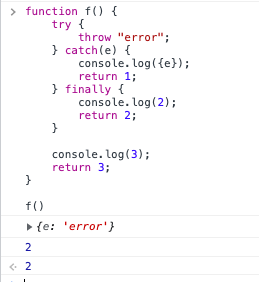 function f() {
    try {
        throw "error";
    } catch(e) {
        console.log({e});
        return 1;
    } finally {
        console.log(2);
        return 2;
    }

    console.log(3);
    return 3;
}

f()
{e: 'error'}
2
2